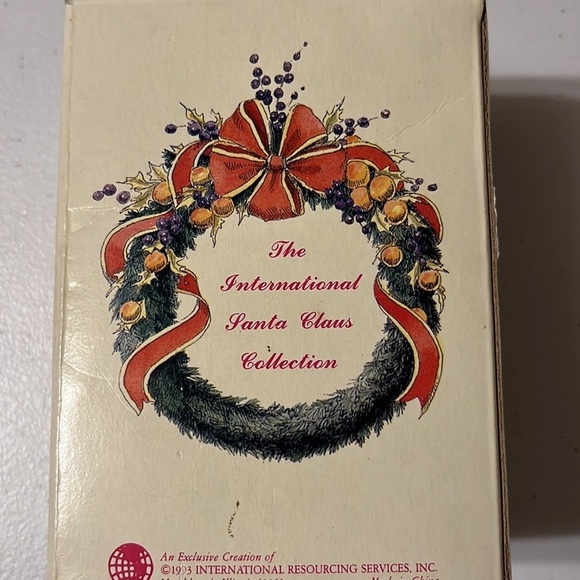 The
International
Santa Claus
Collection
An Exclusive Creation of
©1993 INTERNATIONAL RESOURCING SERVICES, INC.